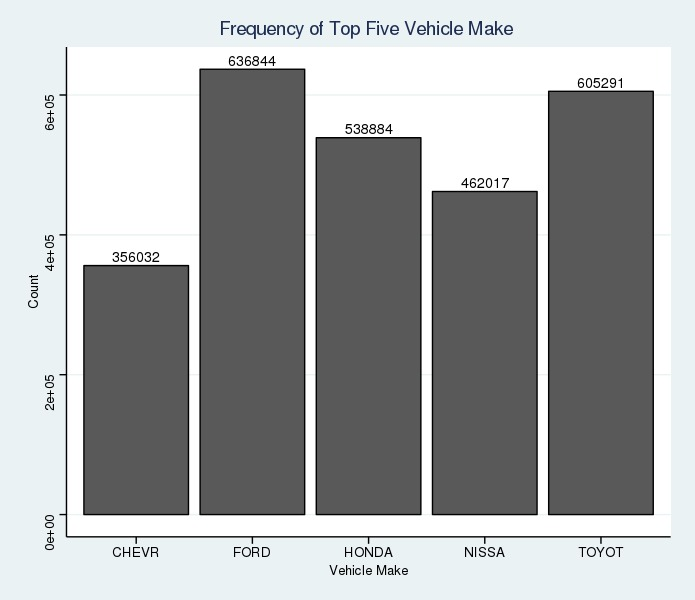 Frequency of Top Five Vehicle Make
636844
605291
538884
462017
356032
6e+05
4e+05
2e+05
0e+00
Count
CHEVR FORD HONDA NISSA TOYOT
Vehicle Make